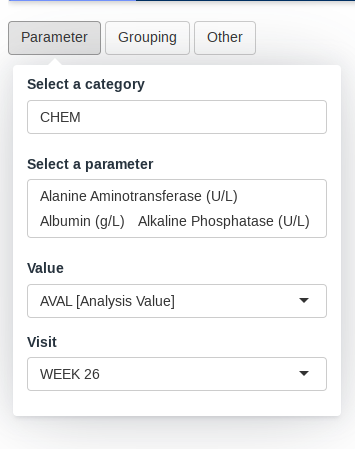 Parameter Grouping Other
Select a category
CHEM
Select a parameter
Alanine Aminotransferase (U/L)
Albumin (g/L) Alkaline Phosphatase (U/L)
Value
AVAL [Analysis Value]
Visit
WEEK 26